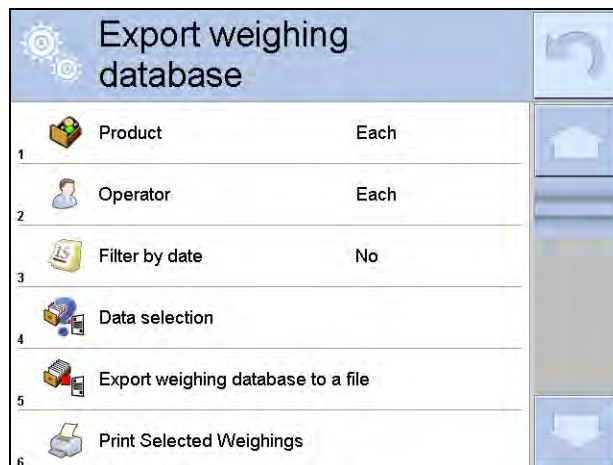 Export weighing
database
Product Each
1
Operator Each
2
15
Filter by date No
3
Data selection
4
Export weighing database to a file
5
Print Selected Weighings
6